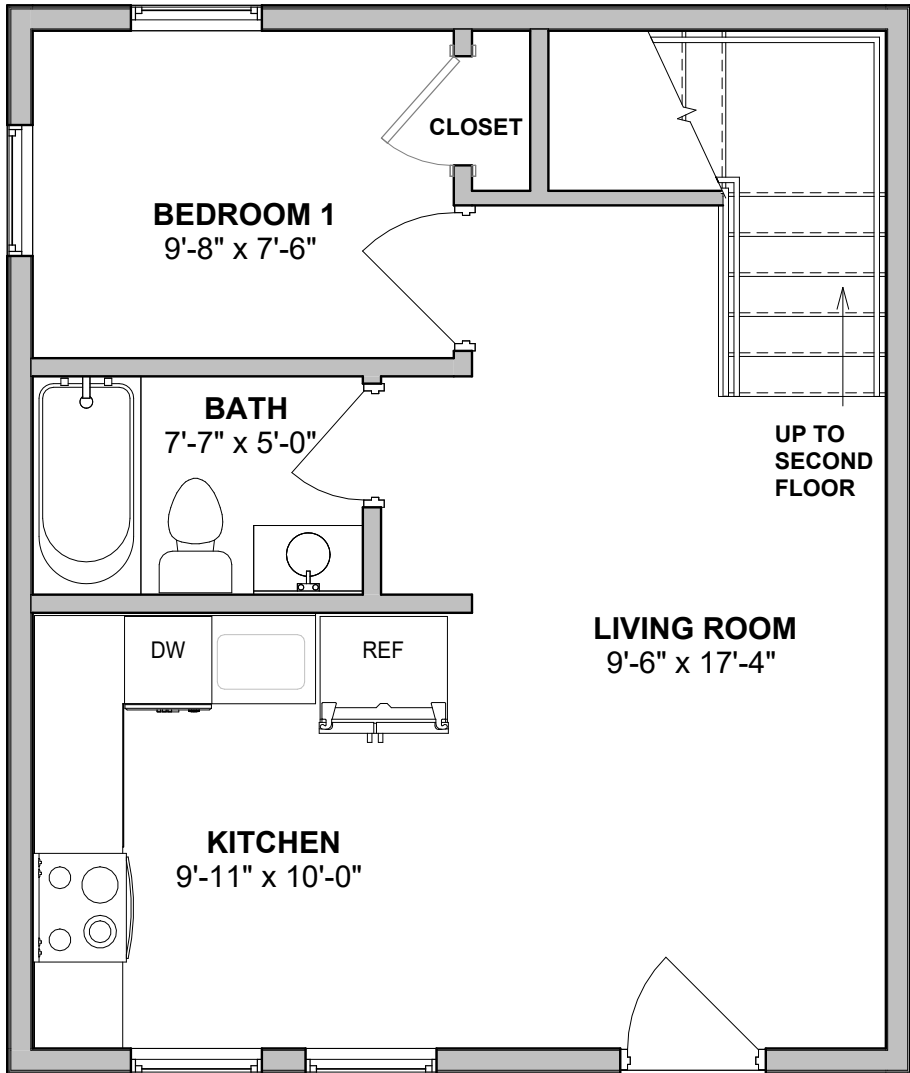 CLOSET
BEDROOM 1
9'-8" x 7'-6"
BATH
7'-7" x 5'-0"
UP TO
SECOND
FLOOR
LIVING ROOM
9'-6" x 17'-4"
DW
REF
KITCHEN
9'-11" x 10'-0"